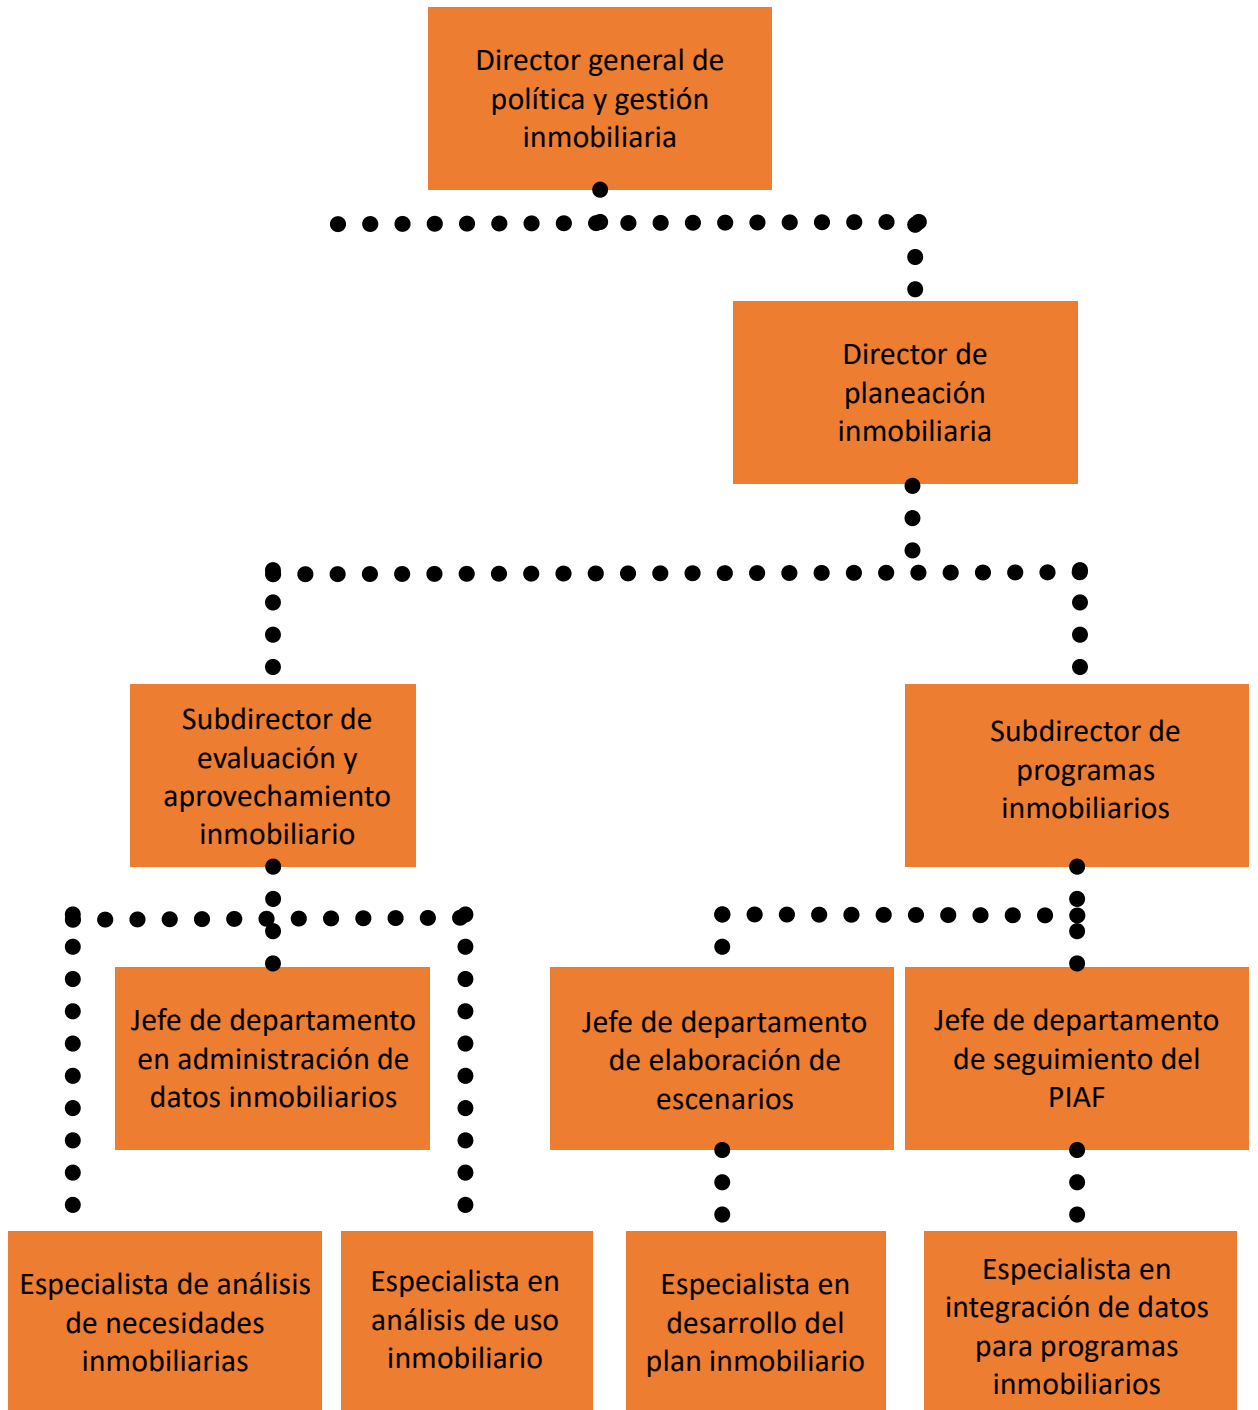 Director general de
política y gestión
inmobiliaria
Director de
planeación
inmobiliaria
Subdirector de
evaluación y
aprovechamiento
inmobiliario
Subdirector de
programas
inmobiliarios
Jefe de departamento
en administración de
datos inmobiliarios
Jefe de departamento
de elaboración de
escenarios
Jefe de departamento
de seguimiento del
PIAF
Especialista de análisis
de necesidades
inmobiliarias
Especialista en
análisis de uso
inmobiliario
Especialista en
desarrollo del
plan inmobiliario
Especialista en
integración de datos
para programas
inmobiliarios